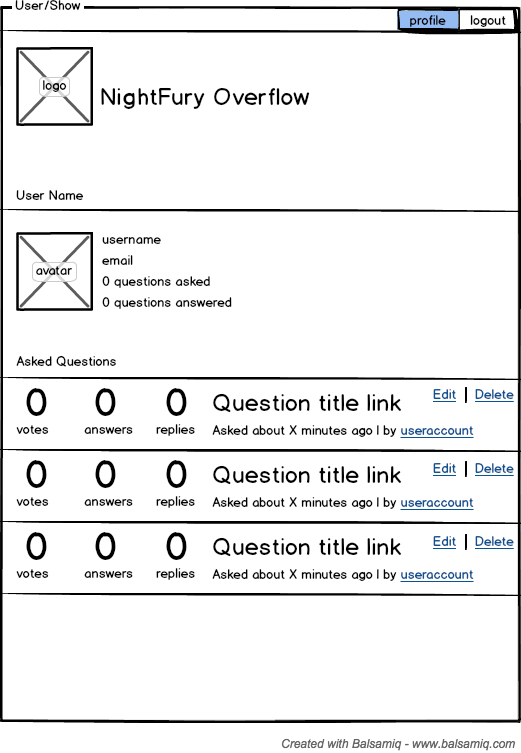 User/Show
profile logout
logo
NightFury Overflow
User Name
avatar
username
email
0 questions asked
0 questions answered
Asked Questions
0 0 0 Question title link Edit | Delete
votes answers replies Asked about X minutes ago | by useraccount
0 0 0 Question title link Edit | Delete
votes answers replies Asked about X minutes ago | by useraccount
0 0 0 Question title link Edit | Delete
votes answers replies Asked about X minutes ago | by useraccount
Created with Balsamiq - www.balsamiq.com